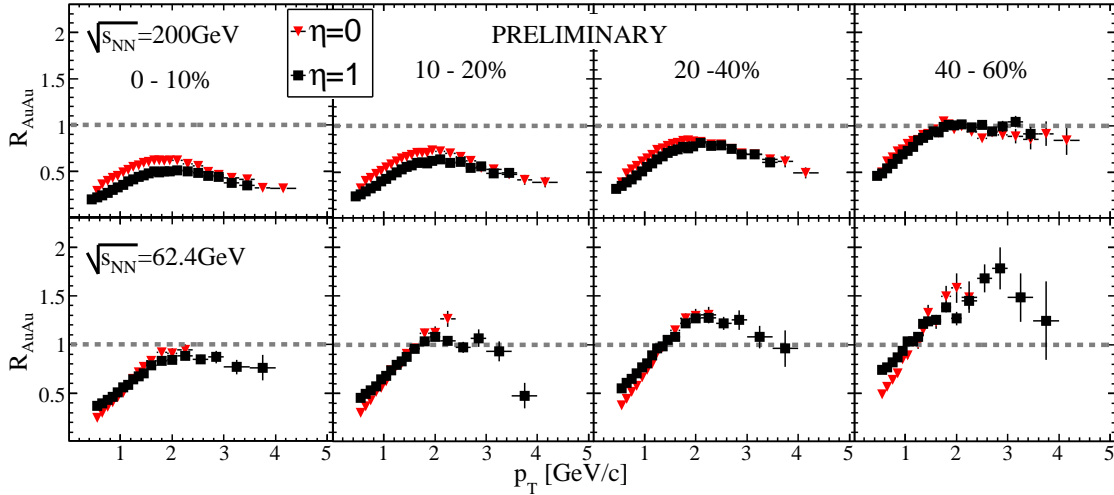 √sNN=200GeV
η=0
η=1
PRELIMINARY
0 - 10%
10 - 20%
20 -40%
40 - 60%
RAuAu
2
1.5
1
0.5
√sNN=62.4GeV
RAuAu
2
1.5
1
0.5
1 2 3 4 5 1 2 3 4 5 1 2 3 4 5 1 2 3 4 5
pT [GeV/c]